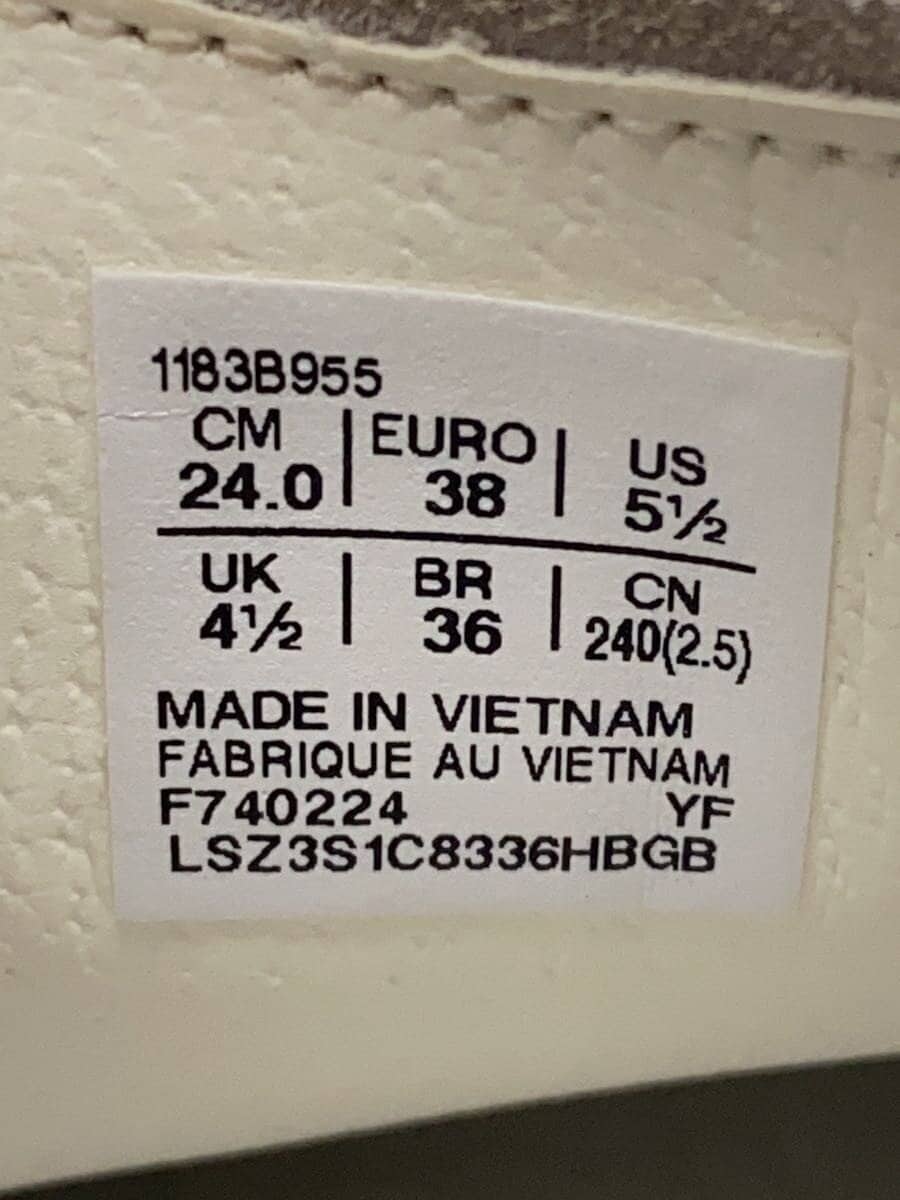 1183B955
CM | EURO | US
24.0 | 38 | 5½
UK | BR | CN
4½ | 36 | 240(2.5)
MADE IN VIETNAM
FABRIQUE AU VIETNAM
F740224 YF
LSZ3S1C8336HBGB